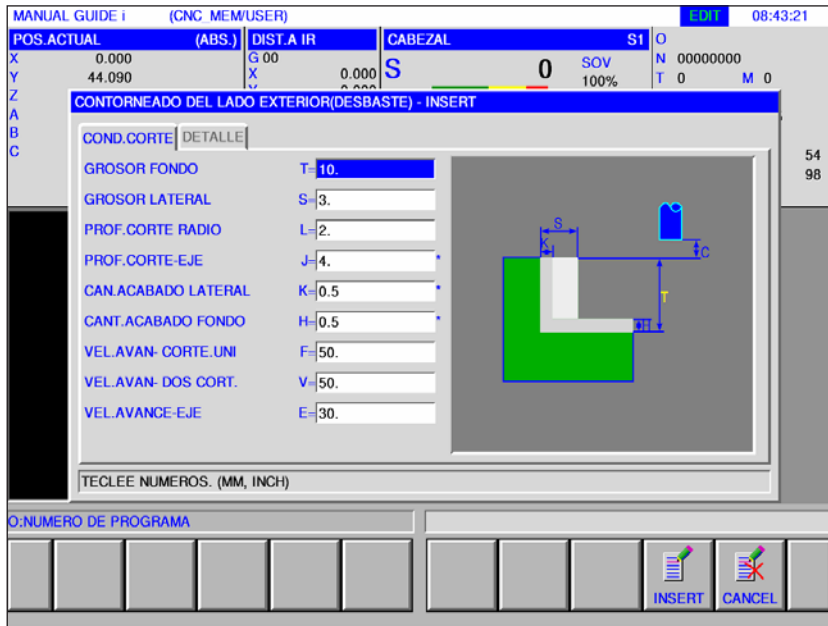 MANUAL GUIDE i (CNC_MEM/USER) EDIT 08:43:21
POS.ACTUAL (ABS.) DIST.A IR CABEZAL S1 O
X 0.000 G 00 N 00000000
Y 44.090 X 0.000 S 0 SOV 100% T 0 M 0
Z
A
B
C
54
98
CONTORNEADO DEL LADO EXTERIOR(DESBASTE) - INSERT
COND.CORTE DETALLE
GROSOR FONDO T= 10.
GROSOR LATERAL S= 3.
PROF.CORTE RADIO L= 2.
PROF.CORTE-EJE J= 4. *
CAN.ACABADO LATERAL K= 0.5 *
CANT.ACABADO FONDO H= 0.5 *
VEL.AVAN- CORTE.UNI F= 50.
VEL.AVAN- DOS CORT. V= 50.
VEL.AVANCE-EJE E= 30.
S
K
C
T
H
TECLEE NUMEROS. (MM, INCH)
O:NUMERO DE PROGRAMA
INSERT CANCEL